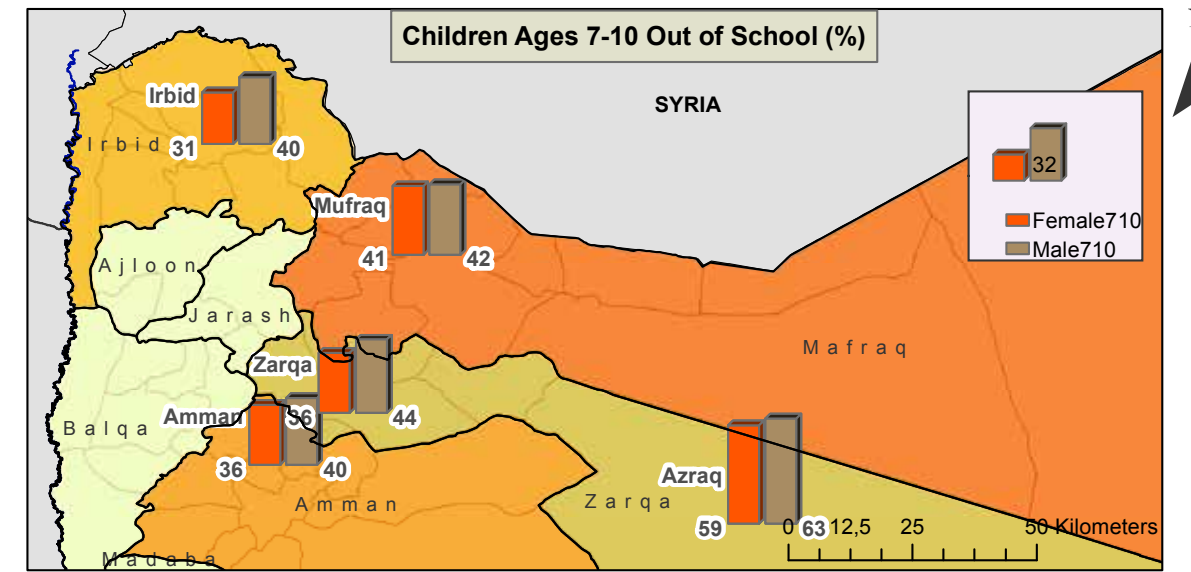 Children Ages 7-10 Out of School (%)
SYRIA
Irbid
Irbid
31
40
32
Female710
Male710
Mufraq
41
42
Ajloon
Jarash
Mafraq
Zarqa
36
44
Amman
36
40
Balqa
Amman
Azraq
Zarqa
59
63
0 12,5 25 50 Kilometers
Madaba